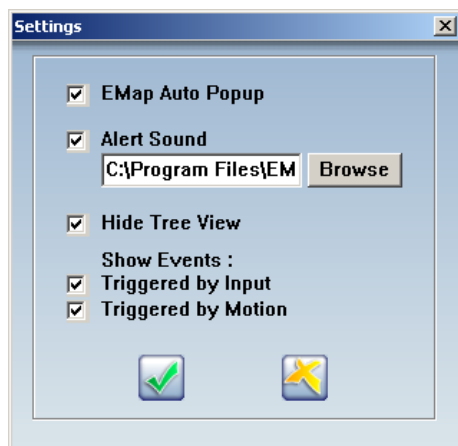 Settings
EMap Auto Popup
Alert Sound
C:\Program Files\EM Browse
Hide Tree View
Show Events :
Triggered by Input
Triggered by Motion